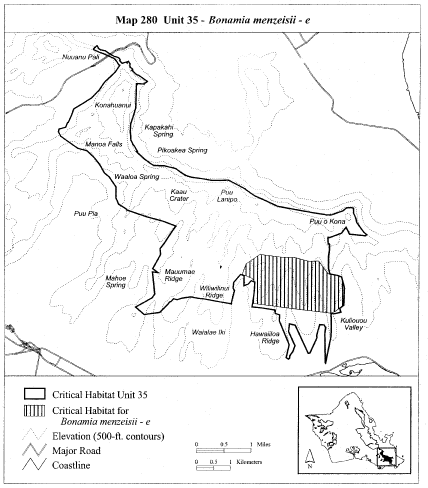 Map 280 Unit 35 - Bonamia menzeisii - e
Nuuanu Pali
Konahuanui
Kapakahi
Spring
Manoa Falls
Pikoakea Spring
Waaloa Spring
Kaau
Crater
Puu
Lanipo
Puu Pia
Puu o Kona
Mauumae
Ridge
Mahoe
Spring
Wiliwilinui
Ridge
Kuliouou
Valley
Waialae Iki
Hawaiiloa
Ridge
Critical Habitat Unit 35
Critical Habitat for
Bonamia menzeisii - e
Elevation (500-ft. contours)
Major Road
Coastline
0 0.5 1 Miles
0 0.5 1 Kilometers
N